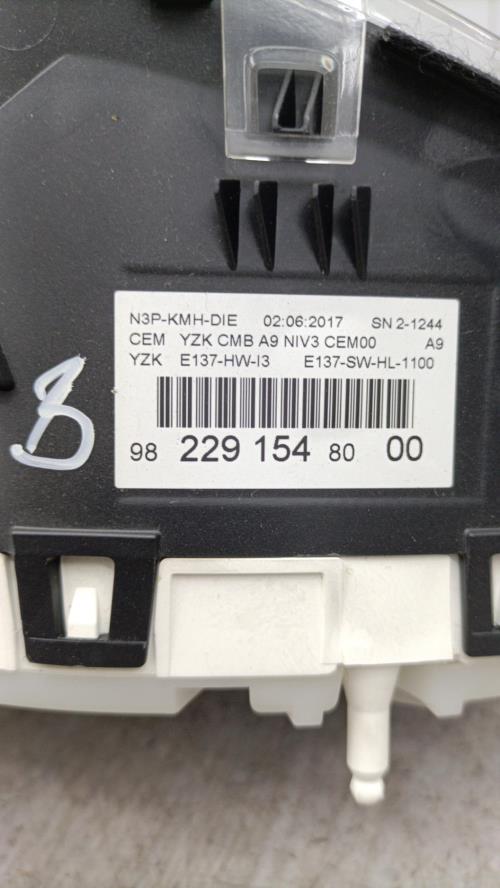 N3P-KMH-DIE 02:06:2017 SN 2-1244
CEM YZK CMB A9 NIV3 CEM00 A9
YZK E137-HW-I3 E137-SW-HL-1100
98 229 154 80 00